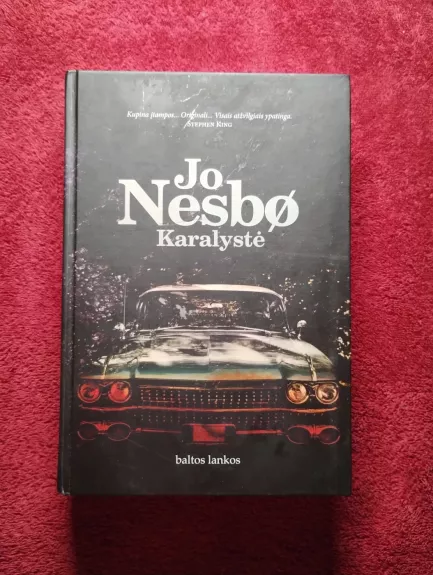 Kupina įtampos... Originali... Visais atžvilgiais ypatinga.
STEPHEN KING
Jo
Nesbø
Karalystė
baltos lankos